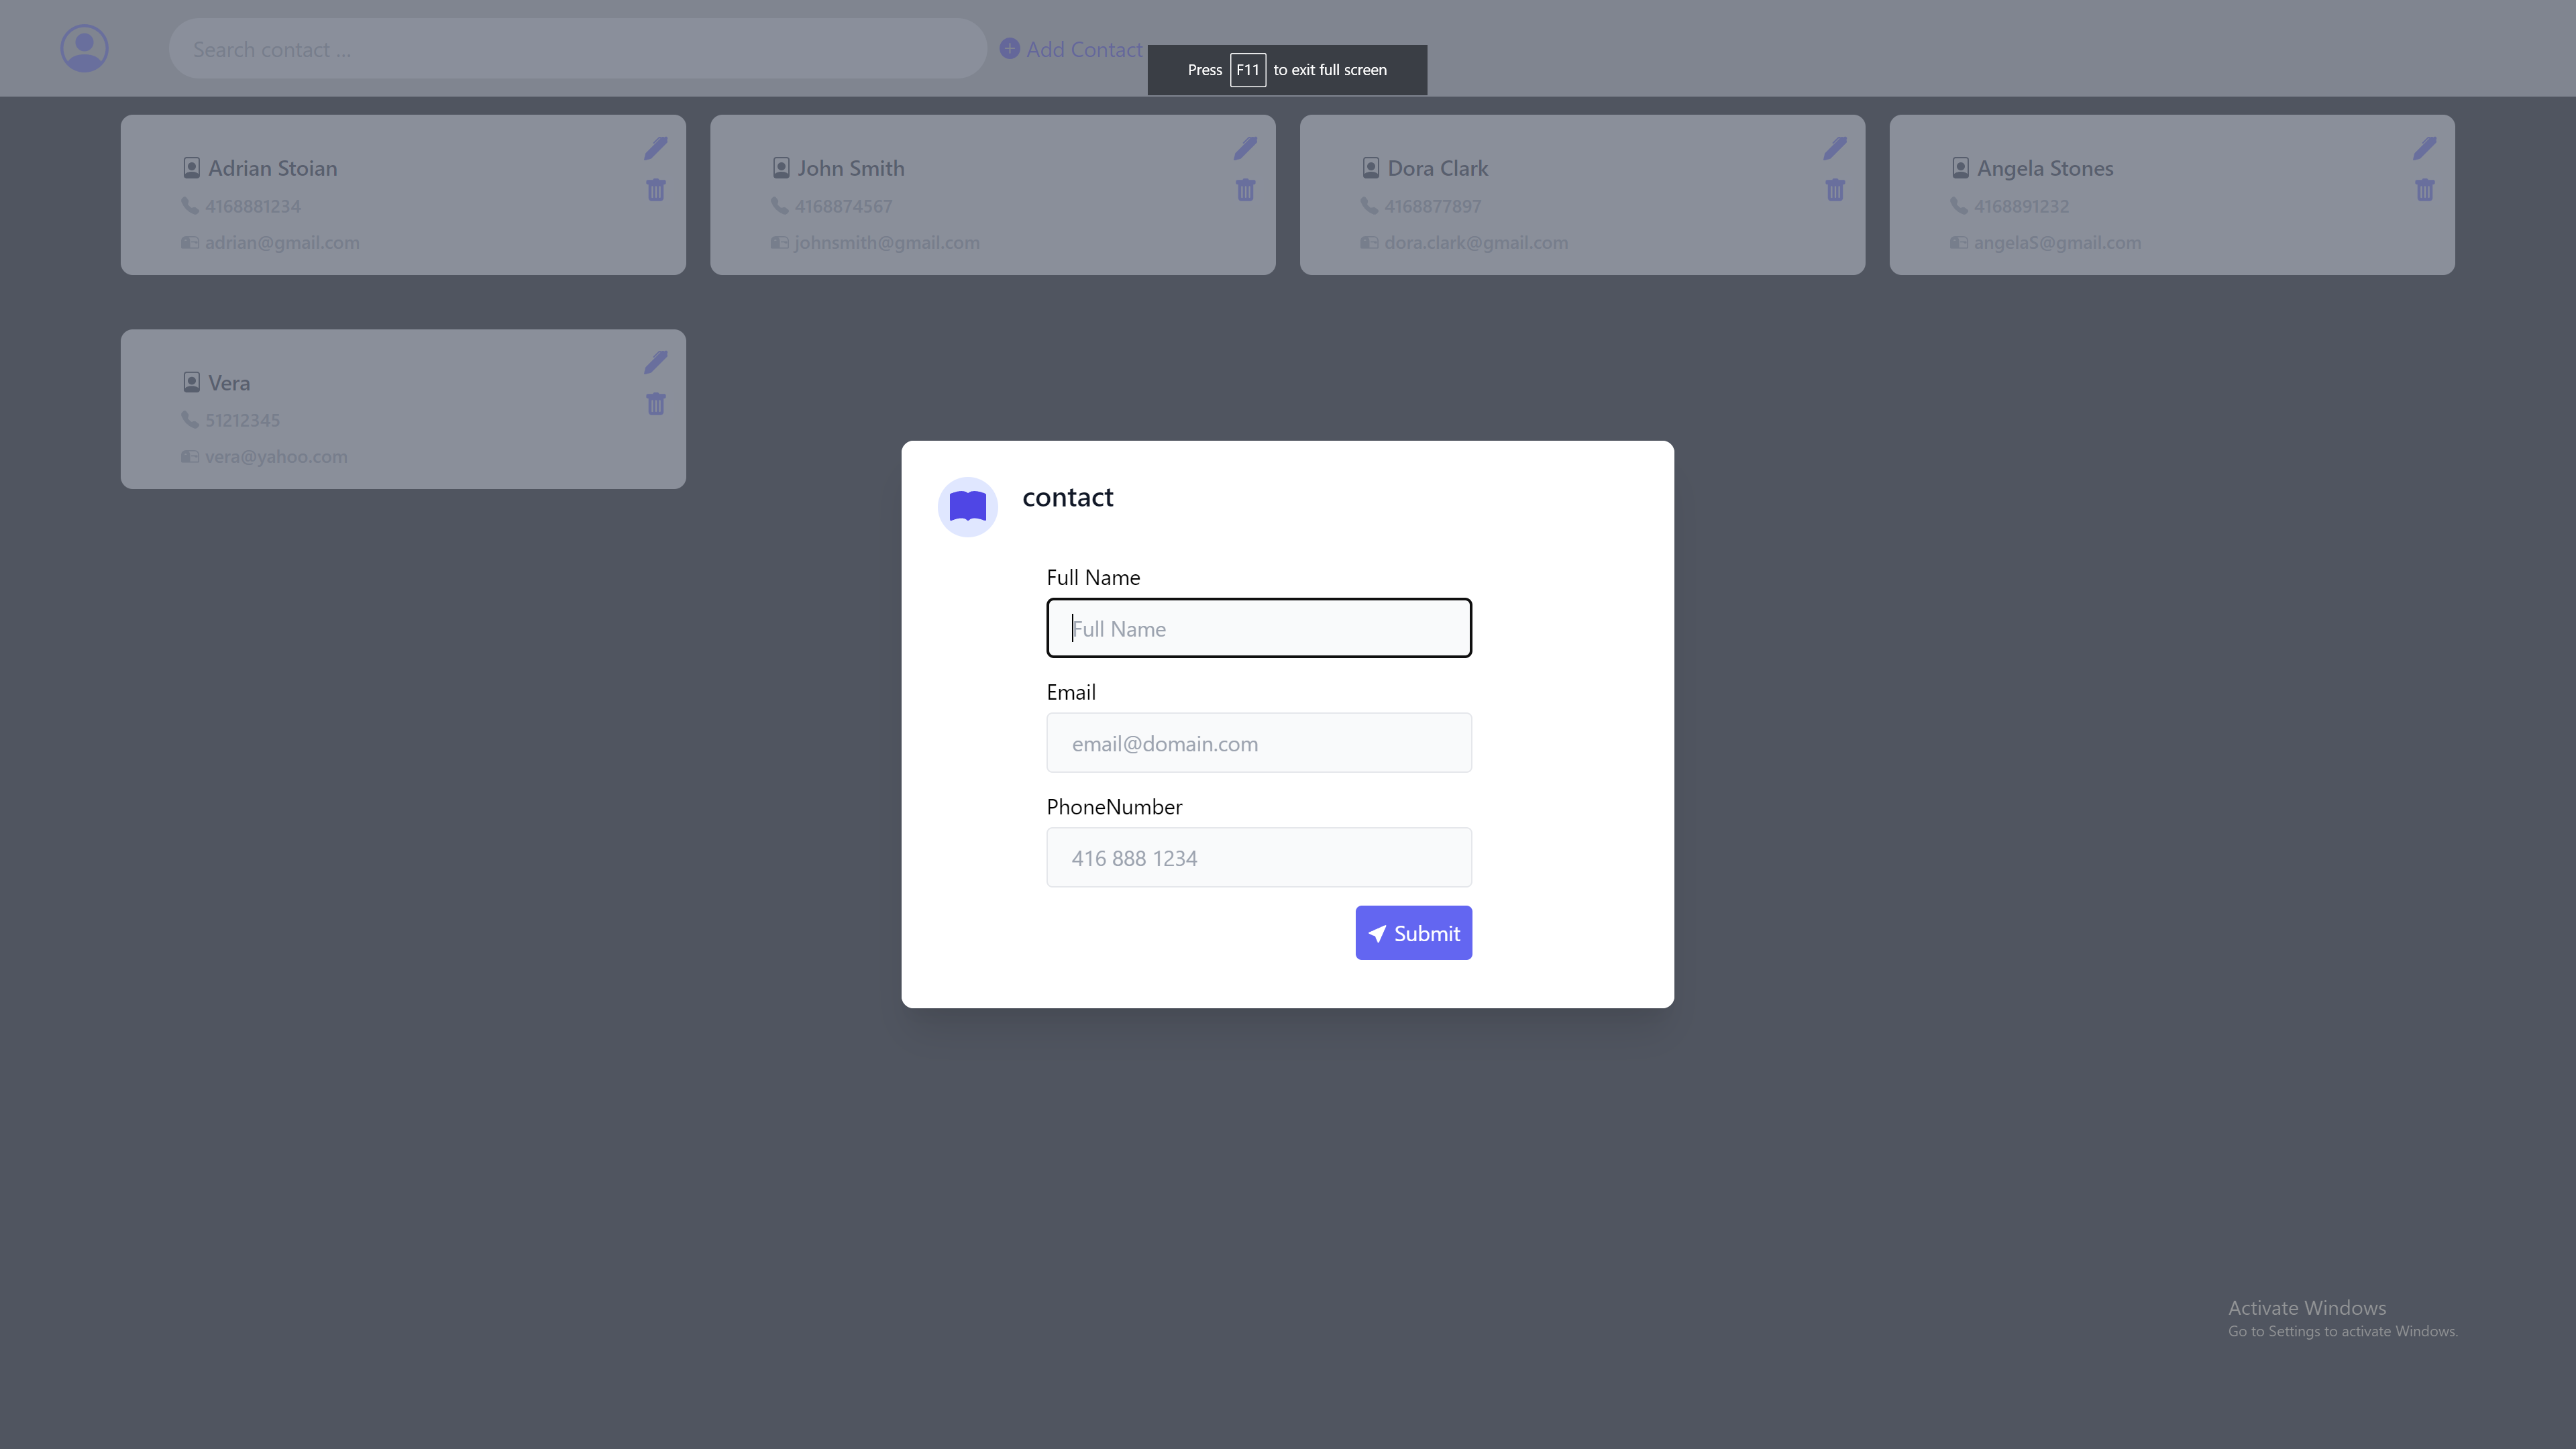 Search contact ...
Add Contact
Press F11 to exit full screen
Adrian Stoian
4168881234
adrian@gmail.com
John Smith
4168874567
johnsmith@gmail.com
Dora Clark
4168877897
dora.clark@gmail.com
Angela Stones
4168891232
angelaS@gmail.com
Vera
51212345
vera@yahoo.com
contact
Full Name
Full Name
Email
email@domain.com
PhoneNumber
416 888 1234
Submit
Activate Windows
Go to Settings to activate Windows.